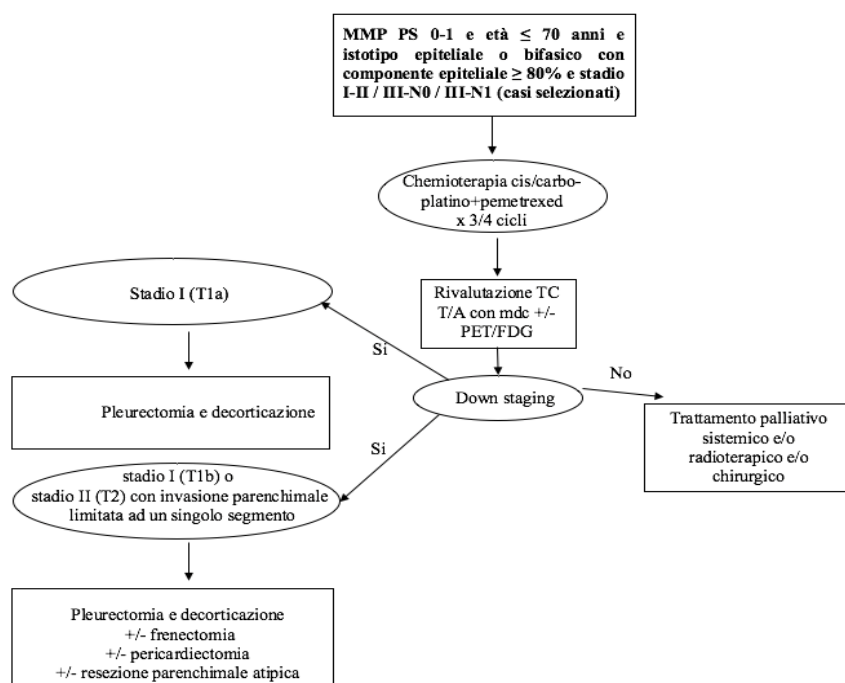 MMP PS 0-1 e età ≤ 70 anni e
istotipo epiteliale o bifasico con
componente epiteliale ≥ 80% e stadio
I-II / III-N0 / III-N1 (casi selezionati)
Chemioterapia cis/carbo-
platino+pemetrexed
x 3/4 cicli
Rivalutazione TC
T/A con mdc +/-
PET/FDG
Stadio I (T1a)
Si
Pleurectomia e decorticazione
Down staging
No
Trattamento palliativo
sistemico e/o
radioterapico e/o
chirurgico
Si
stadio I (T1b) o
stadio II (T2) con invasione parenchimale
limitata ad un singolo segmento
Pleurectomia e decorticazione
+/- frenectomia
+/- pericardiectomia
+/- resezione parenchimale atipica